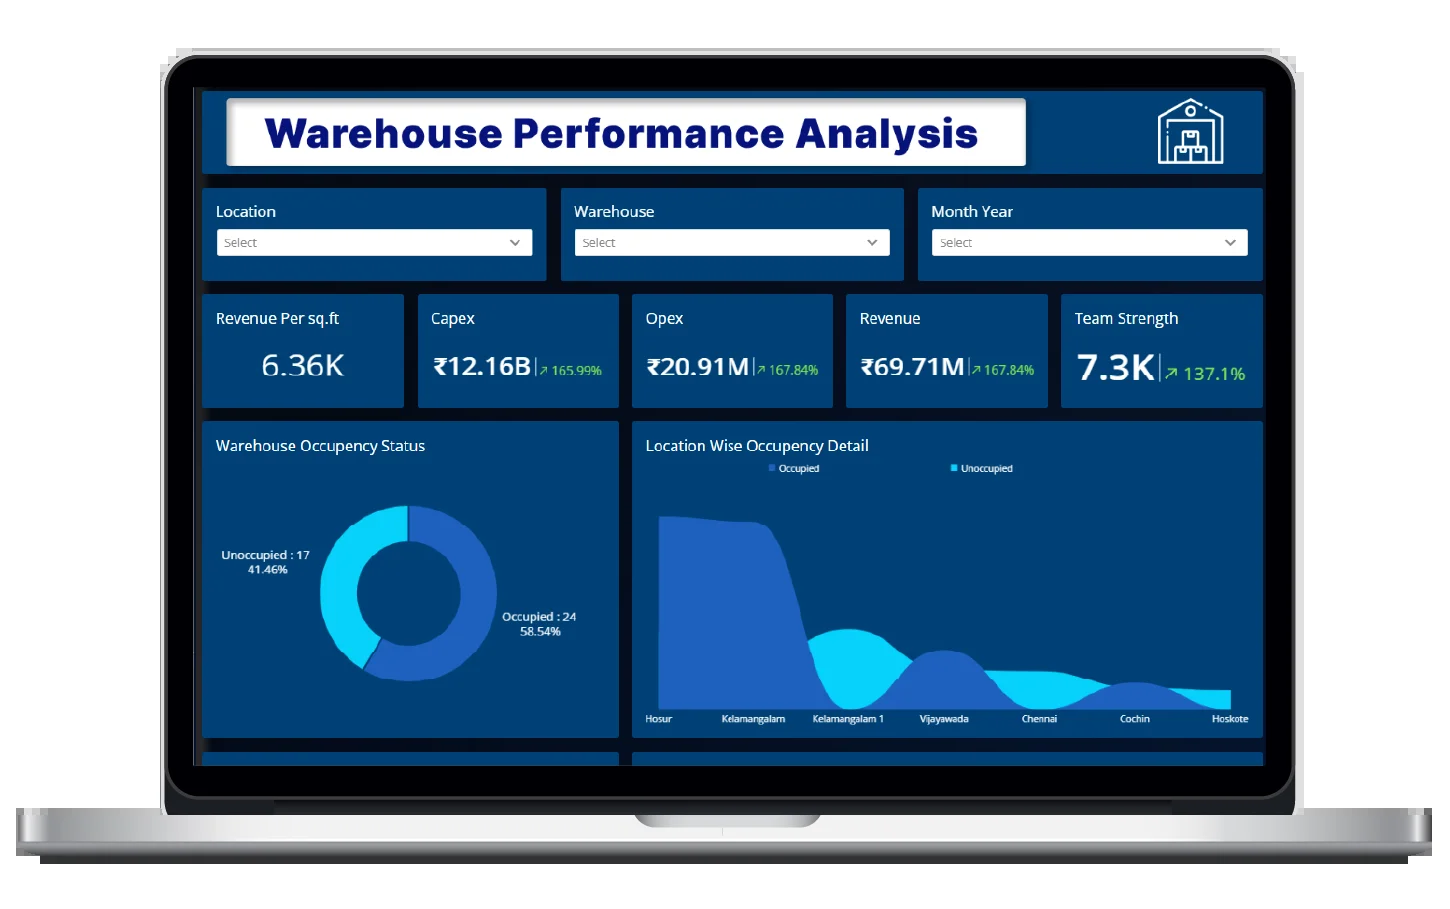 Warehouse Performance Analysis
Location
Warehouse
Month Year
Select
Select
Select
Revenue Per sq.ft
Capex
Opex
Revenue
Team Strength
6.36K
₹12.16B 165.99%
₹20.91M 167.84%
₹69.71M 167.84%
7.3K 137.1%
Warehouse Occupency Status
Unoccupied : 17
41.46%
Occupied : 24
58.54%
Location Wise Occupency Detail
Occupied
Unoccupied
Hosur
Kelamangalam
Kelamangalam 1
Vijayawada
Chennai
Cochin
Hoskote